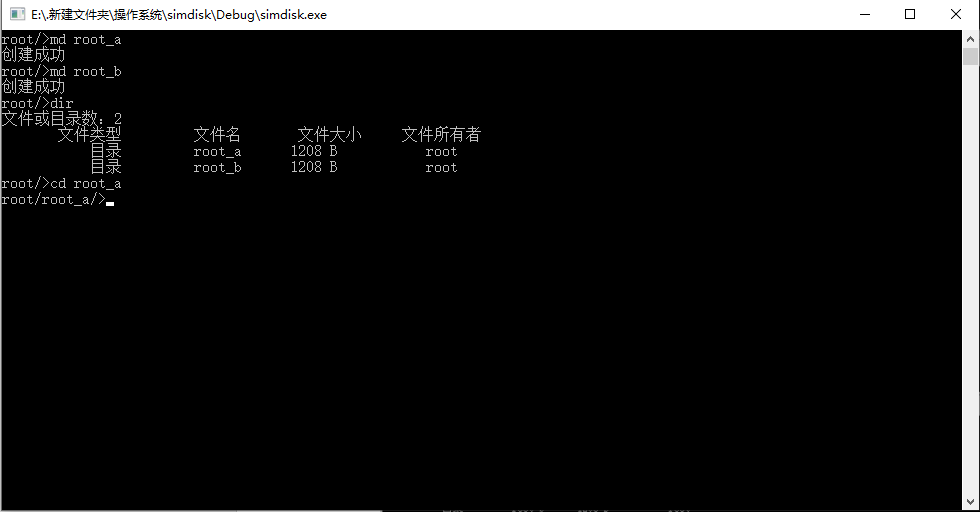 E:\.新建文件夹\操作系统\simdisk\Debug\simdisk.exe
root/>md root_a
创建成功
root/>md root_b
创建成功
root/>dir
文件或目录数: 2
文件类型 文件名 文件大小 文件所有者
目录 root_a 1208 B root
目录 root_b 1208 B root
root/>cd root_a
root/root_a/>